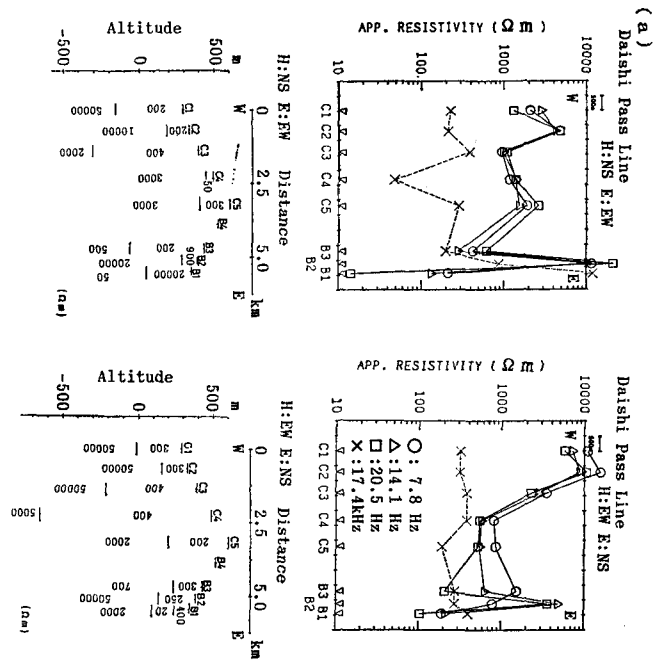 (a)
Daishi Pass Line
H:NS E:EW
APP. RESISTIVITY (Ω m)
10000
1000
100
10
W
500m
E
C1 C2 C3 C4 C5 B3 B2 B1
H:NS E:EW Distance
0 2.5 5.0 km
W
E
Altitude
m
500
0
-500
C1 200 50000
C2 200 10000
C3 400 2000
C4 50 3000
C5 300 3000
B4
B3 200 500
B2 900 20000
B1 20000 50
(Ωm)
Daishi Pass Line
H:EW E:NS
APP. RESISTIVITY (Ω m)
10000
1000
100
10
W
E
○ : 7.8 Hz
△ :14.1 Hz
□ :20.5 Hz
× :17.4kHz
C1 C2 C3 C4 C5 B3 B2 B1
H:EW E:NS Distance
0 2.5 5.0 km
W
E
Altitude
m
500
0
-500
C1 300 50000
C2 300 50000
C3 400 50000
C4 400 5000
C5 200 2000
B4
B3 300 700
B2 250 50000
B1 400 20 2000
(Ωm)